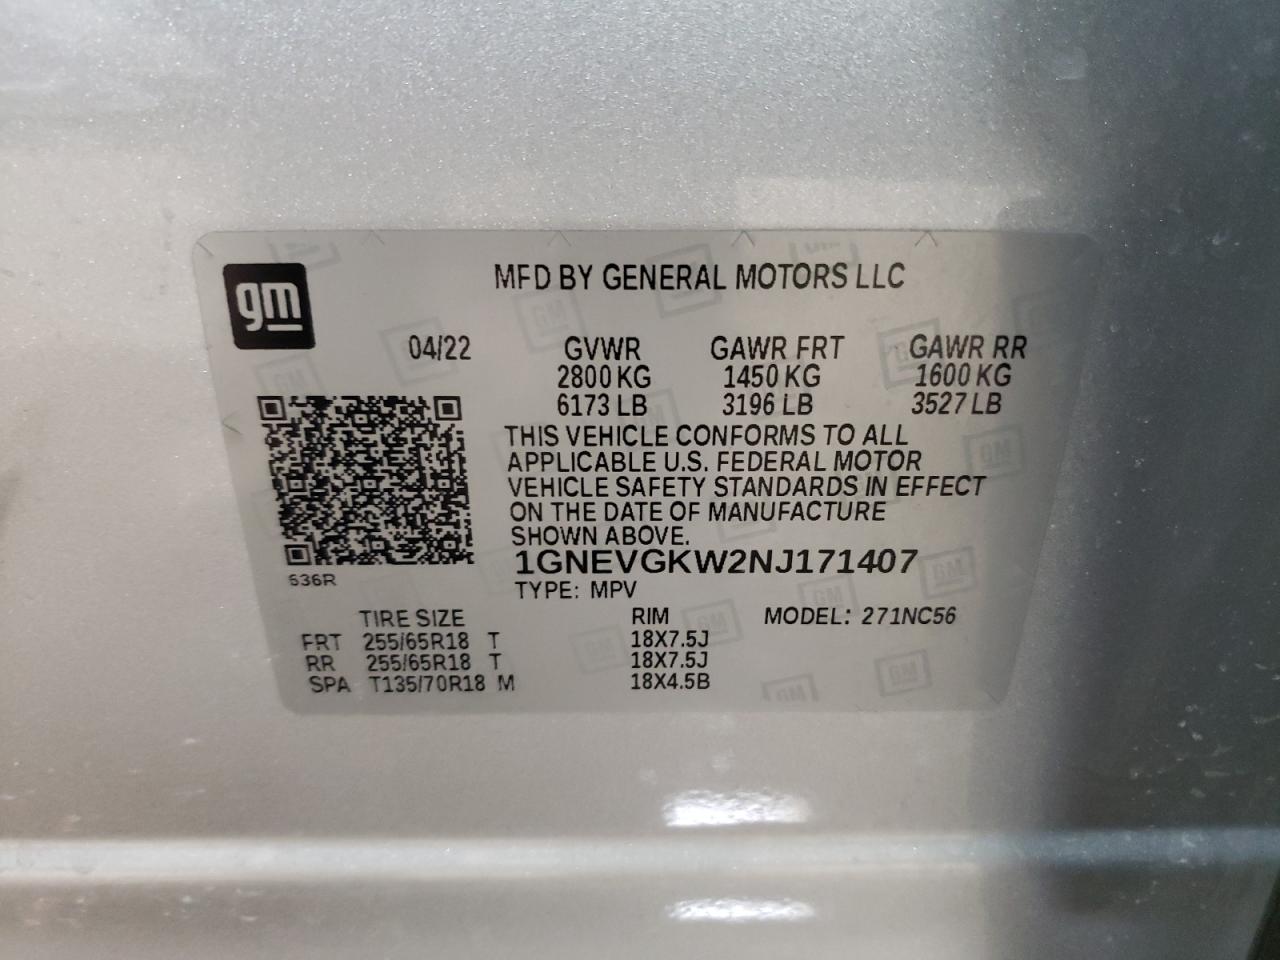 gm
MFD BY GENERAL MOTORS LLC
04/22 GVWR GAWR FRT GAWR RR
2800 KG 1450 KG 1600 KG
6173 LB 3196 LB 3527 LB
THIS VEHICLE CONFORMS TO ALL
APPLICABLE U.S. FEDERAL MOTOR
VEHICLE SAFETY STANDARDS IN EFFECT
ON THE DATE OF MANUFACTURE
SHOWN ABOVE.
1GNEVGKW2NJ171407
636R
TYPE: MPV
TIRE SIZE RIM MODEL: 271NC56
FRT 255/65R18 T 18X7.5J
RR 255/65R18 T 18X7.5J
SPA T135/70R18 M 18X4.5B